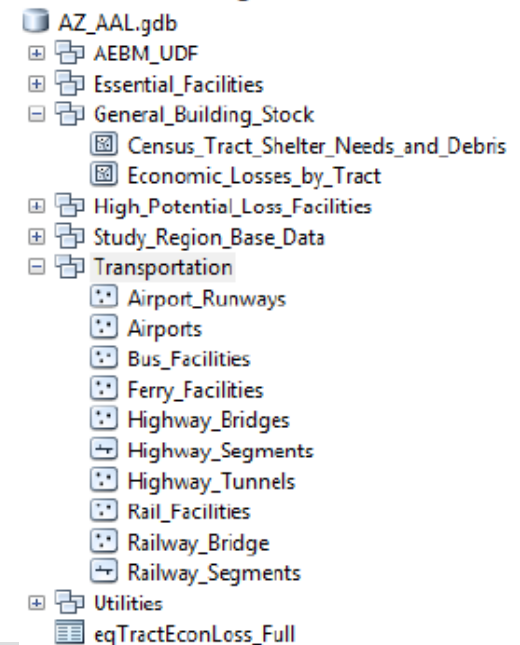 AZ_AAL.gdb
AEBM_UDF
Essential_Facilities
General_Building_Stock
Census_Tract_Shelter_Needs_and_Debris
Economic_Losses_by_Tract
High_Potential_Loss_Facilities
Study_Region_Base_Data
Transportation
Airport_Runways
Airports
Bus_Facilities
Ferry_Facilities
Highway_Bridges
Highway_Segments
Highway_Tunnels
Rail_Facilities
Railway_Bridge
Railway_Segments
Utilities
eqTractEconLoss_Full